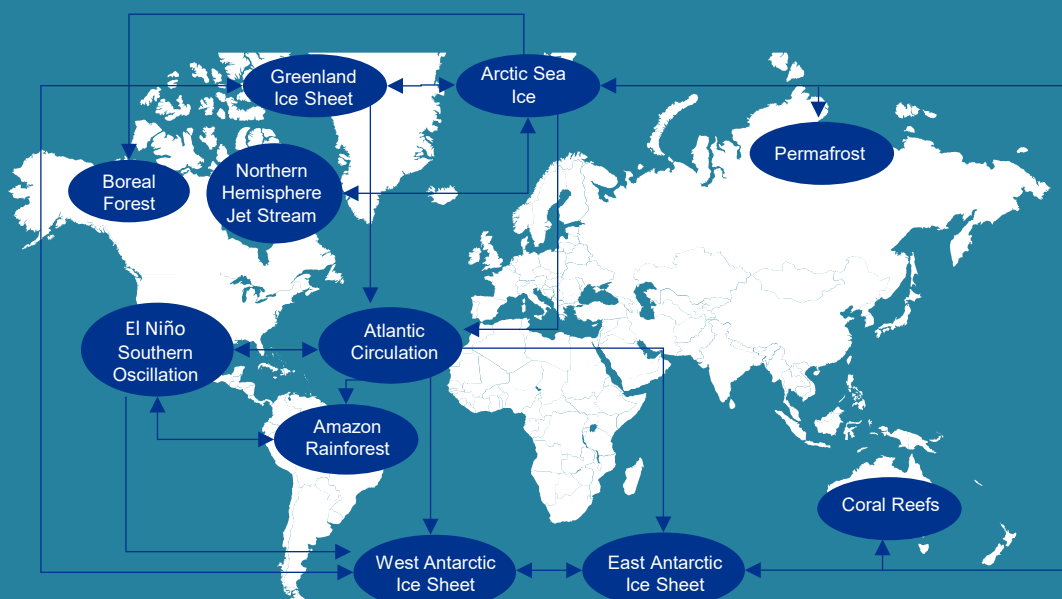 Greenland
Ice Sheet
Arctic Sea
Ice
Permafrost
Boreal
Forest
Northern
Hemisphere
Jet Stream
El Niño
Southern
Oscillation
Atlantic
Circulation
Amazon
Rainforest
Coral Reefs
West Antarctic
Ice Sheet
East Antarctic
Ice Sheet